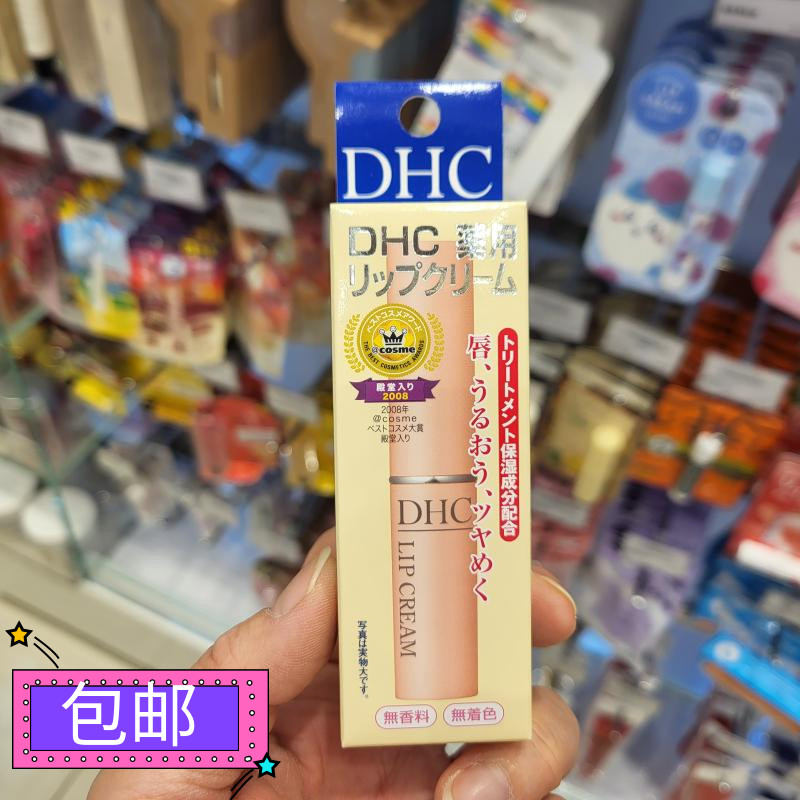 DHC
DHC 薬用
リップクリーム
ベストコスメアワード
@cosme
THE BEST COSMETICS AWARDS
殿堂入り
2008
2008年
@cosme
ベストコスメ大賞
殿堂入り
トリートメント保湿成分配合
唇、うるおう、ツヤめく
DHC
LIP CREAM
写真は実物大です。
無香料
無着色
包邮